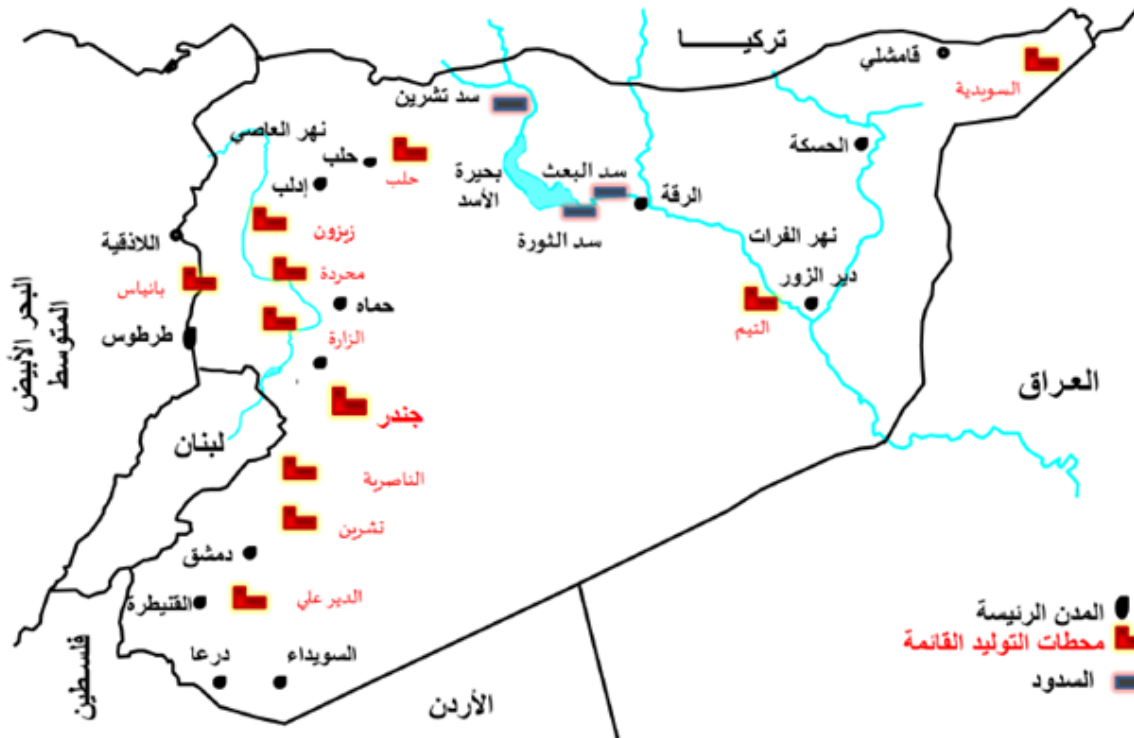 تركيـــــا
قامشلي
السويدية
سد تشرين
نهر العاصي
حلب
حلب
الحسكة
إدلب
بحيرة
الأسد
سد البعث
الرقة
زيزون
سد الثورة
اللاذقية
نهر الفرات
محردة
دير الزور
بانياس
البحر الأبيض
المتوسط
حماه
طرطوس
الزارة
التيم
العراق
جندر
لبنان
الناصرية
تشرين
دمشق
الدير علي
القنيطرة
المدن الرئيسة
محطات التوليد القائمة
السدود
فلسطين
درعا
السويداء
الأردن